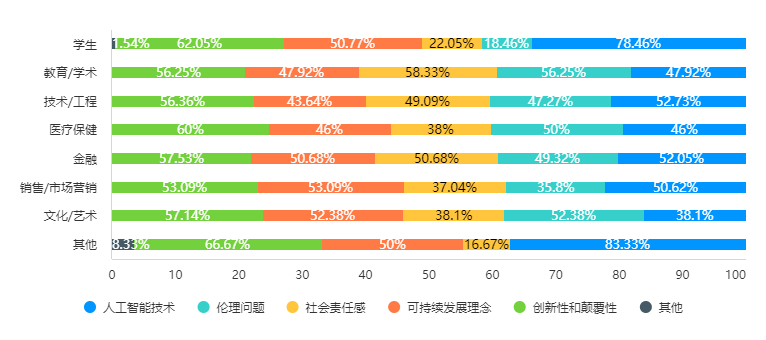 学生 1.54% 62.05% 50.77% 22.05% 18.46% 78.46%
教育/学术 56.25% 47.92% 58.33% 56.25% 47.92%
技术/工程 56.36% 43.64% 49.09% 47.27% 52.73%
医疗保健 60% 46% 38% 50% 46%
金融 57.53% 50.68% 50.68% 49.32% 52.05%
销售/市场营销 53.09% 53.09% 37.04% 35.8% 50.62%
文化/艺术 57.14% 52.38% 38.1% 52.38% 38.1%
其他 8.33% 66.67% 50% 16.67% 83.33%
0 10 20 30 40 50 60 70 80 90 100
人工智能技术 伦理问题 社会责任感 可持续发展理念 创新性和颠覆性 其他